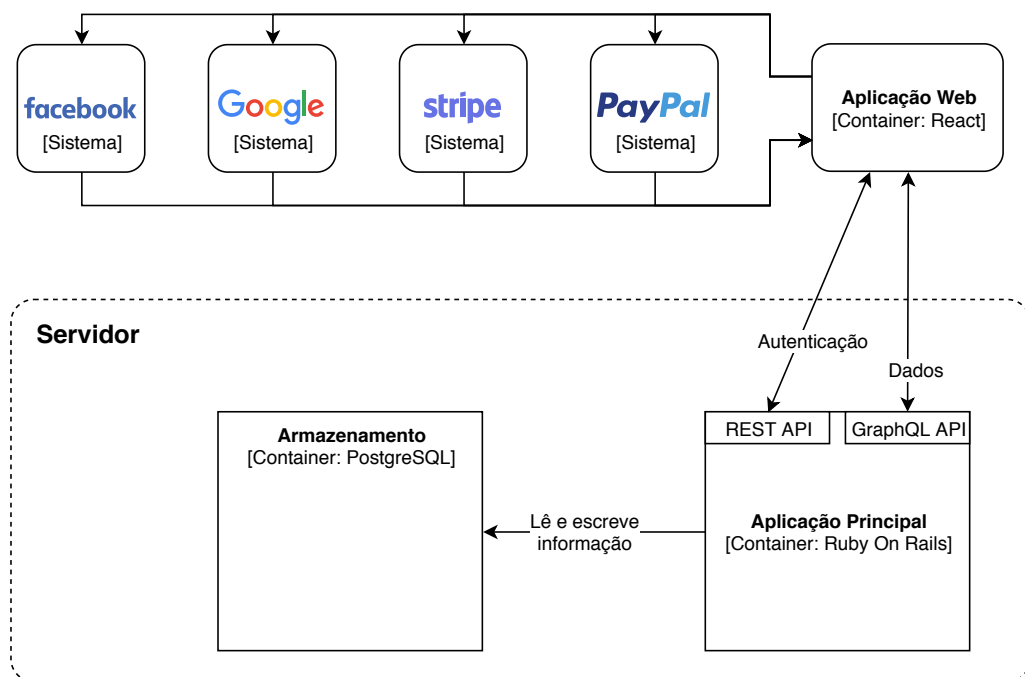 facebook
[Sistema]
Google
[Sistema]
stripe
[Sistema]
PayPal
[Sistema]
Aplicação Web
[Container: React]
Servidor
Autenticação
Dados
REST API
GraphQL API
Armazenamento
[Container: PostgreSQL]
Lê e escreve
informação
Aplicação Principal
[Container: Ruby On Rails]